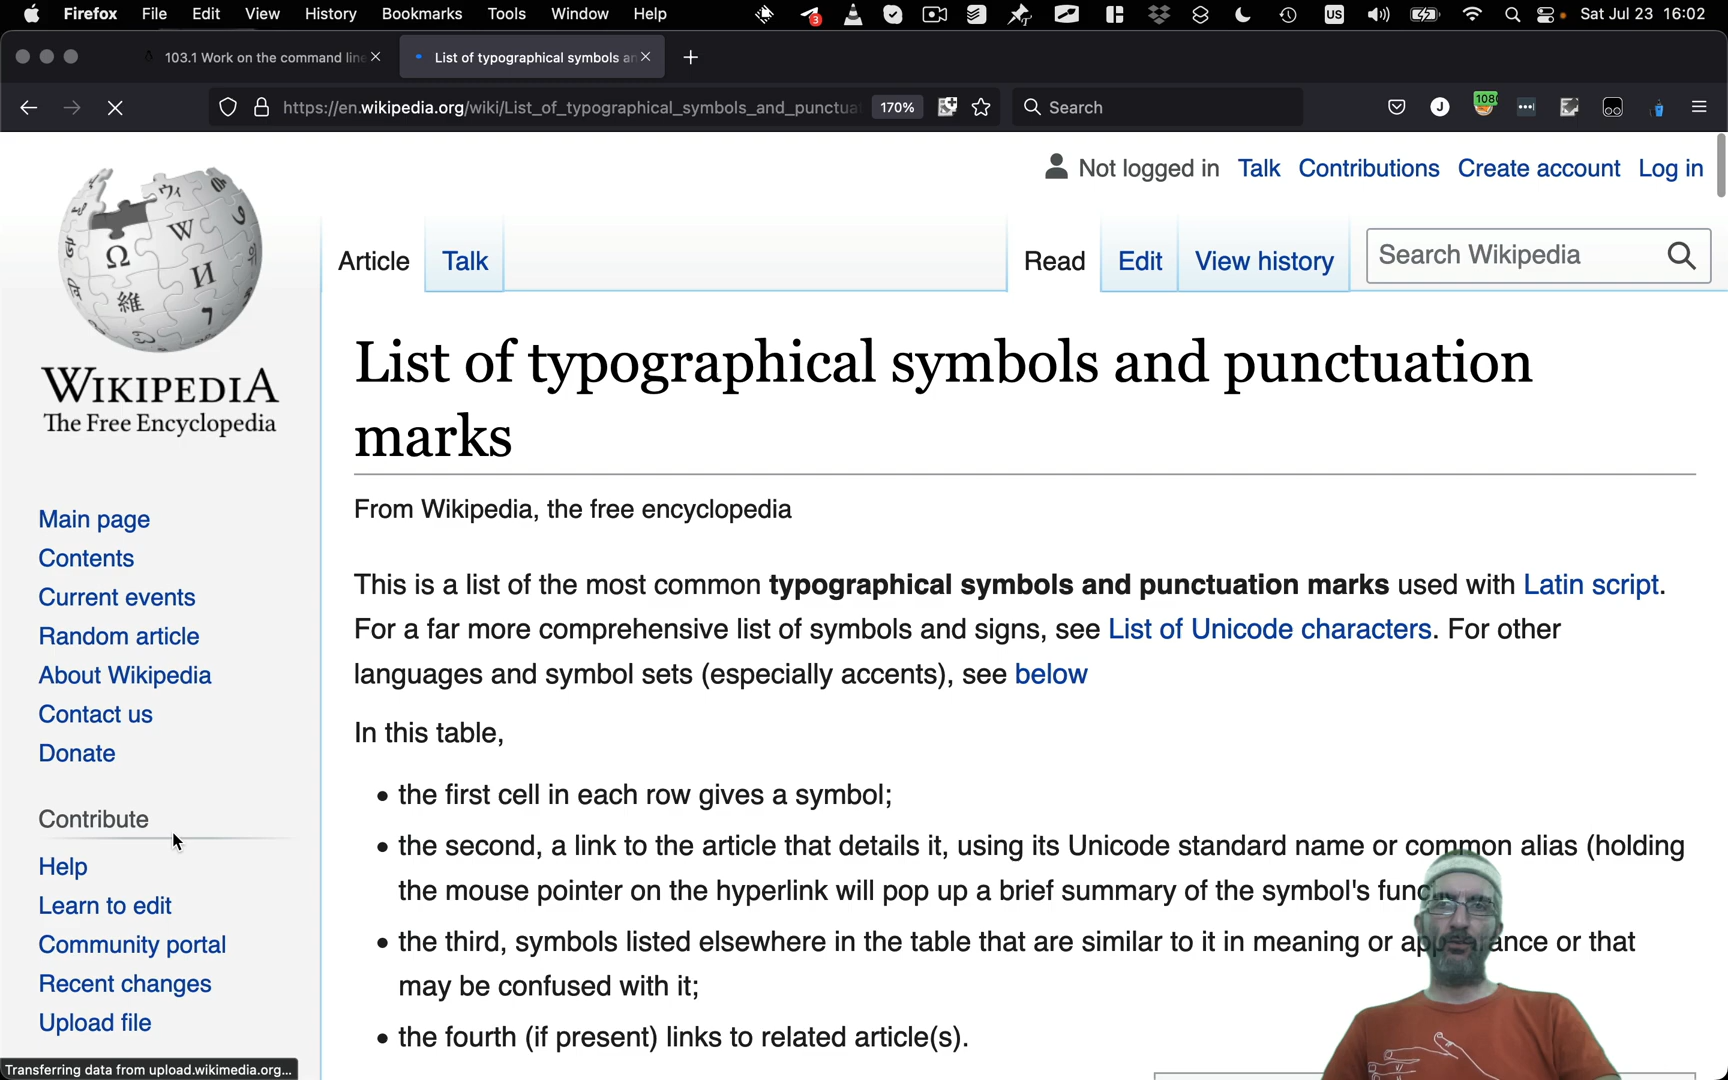 Firefox File Edit View History Bookmarks Tools Window Help 3 US Sat Jul 23 16:02
103.1 Work on the command line List of typographical symbols an
https://en.wikipedia.org/wiki/List_of_typographical_symbols_and_punctua 170% Search J 108
Not logged in Talk Contributions Create account Log in
Article Talk Read Edit View history Search Wikipedia
WIKIPEDIA
The Free Encyclopedia
Main page
Contents
Current events
Random article
About Wikipedia
Contact us
Donate
Contribute
Help
Learn to edit
Community portal
Recent changes
Upload file
List of typographical symbols and punctuation
marks
From Wikipedia, the free encyclopedia
This is a list of the most common typographical symbols and punctuation marks used with Latin script.
For a far more comprehensive list of symbols and signs, see List of Unicode characters. For other
languages and symbol sets (especially accents), see below
In this table,
• the first cell in each row gives a symbol;
• the second, a link to the article that details it, using its Unicode standard name or common alias (holding
the mouse pointer on the hyperlink will pop up a brief summary of the symbol's func
• the third, symbols listed elsewhere in the table that are similar to it in meaning or appearance or that
may be confused with it;
• the fourth (if present) links to related article(s).
Transferring data from upload.wikimedia.org...